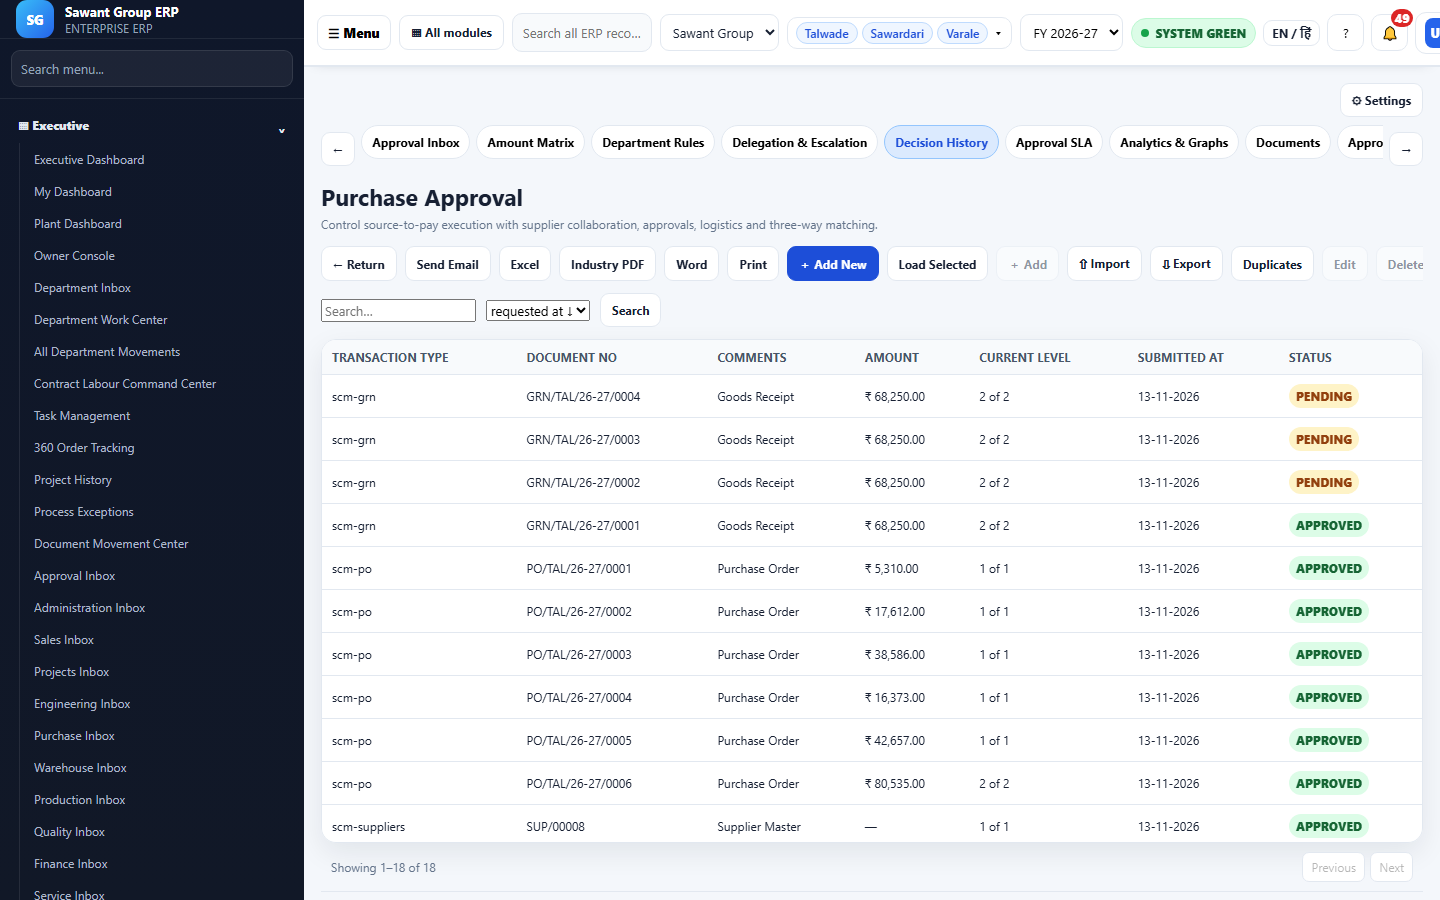 SG
Sawant Group ERP
ENTERPRISE ERP
Search menu...
Executive
Executive Dashboard
My Dashboard
Plant Dashboard
Owner Console
Department Inbox
Department Work Center
All Department Movements
Contract Labour Command Center
Task Management
360 Order Tracking
Project History
Process Exceptions
Document Movement Center
Approval Inbox
Administration Inbox
Sales Inbox
Projects Inbox
Engineering Inbox
Purchase Inbox
Warehouse Inbox
Production Inbox
Quality Inbox
Finance Inbox
Service Inbox
☰ Menu
All modules
Search all ERP reco...
Sawant Group
Talwade
Sawardari
Varale
FY 2026-27
SYSTEM GREEN
EN / हिं
?
49
U
Settings
←
Approval Inbox
Amount Matrix
Department Rules
Delegation & Escalation
Decision History
Approval SLA
Analytics & Graphs
Documents
Appro
→
Purchase Approval
Control source-to-pay execution with supplier collaboration, approvals, logistics and three-way matching.
← Return
Send Email
Excel
Industry PDF
Word
Print
+ Add New
Load Selected
+ Add
⇧ Import
⇩ Export
Duplicates
Edit
Delete
Search...
requested at ↓
Search
TRANSACTION TYPE DOCUMENT NO COMMENTS AMOUNT CURRENT LEVEL SUBMITTED AT STATUS
scm-grn GRN/TAL/26-27/0004 Goods Receipt ₹ 68,250.00 2 of 2 13-11-2026 PENDING
scm-grn GRN/TAL/26-27/0003 Goods Receipt ₹ 68,250.00 2 of 2 13-11-2026 PENDING
scm-grn GRN/TAL/26-27/0002 Goods Receipt ₹ 68,250.00 2 of 2 13-11-2026 PENDING
scm-grn GRN/TAL/26-27/0001 Goods Receipt ₹ 68,250.00 2 of 2 13-11-2026 APPROVED
scm-po PO/TAL/26-27/0001 Purchase Order ₹ 5,310.00 1 of 1 13-11-2026 APPROVED
scm-po PO/TAL/26-27/0002 Purchase Order ₹ 17,612.00 1 of 1 13-11-2026 APPROVED
scm-po PO/TAL/26-27/0003 Purchase Order ₹ 38,586.00 1 of 1 13-11-2026 APPROVED
scm-po PO/TAL/26-27/0004 Purchase Order ₹ 16,373.00 1 of 1 13-11-2026 APPROVED
scm-po PO/TAL/26-27/0005 Purchase Order ₹ 42,657.00 1 of 1 13-11-2026 APPROVED
scm-po PO/TAL/26-27/0006 Purchase Order ₹ 80,535.00 2 of 2 13-11-2026 APPROVED
scm-suppliers SUP/00008 Supplier Master — 1 of 1 13-11-2026 APPROVED
Showing 1–18 of 18
Previous
Next